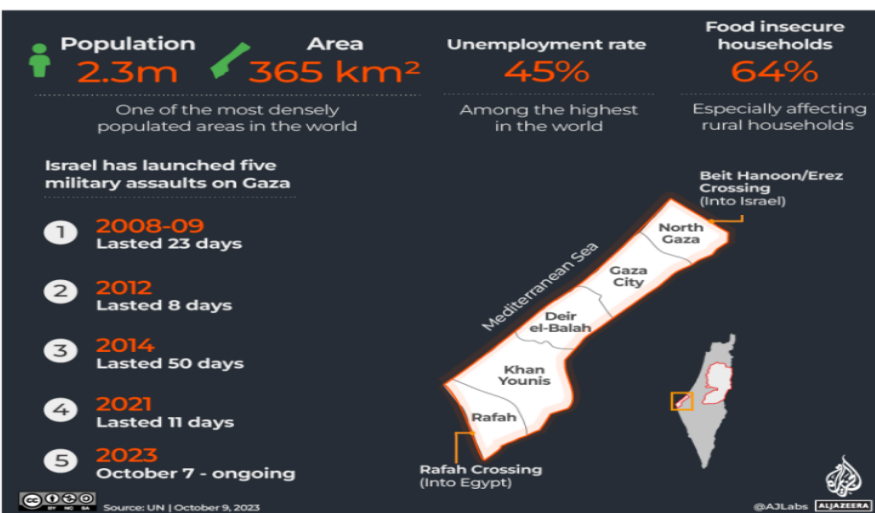 Population
2.3m
Area
365 km²
One of the most densely
populated areas in the world
Unemployment rate
45%
Among the highest
in the world
Food insecure
households
64%
Especially affecting
rural households
Israel has launched five
military assaults on Gaza
1
2008-09
Lasted 23 days
2
2012
Lasted 8 days
3
2014
Lasted 50 days
4
2021
Lasted 11 days
5
2023
October 7 - ongoing
Beit Hanoon/Erez
Crossing
(Into Israel)
Mediterranean Sea
North
Gaza
Gaza
City
Deir
el-Balah
Khan
Younis
Rafah
Rafah Crossing
(Into Egypt)
cc
BY NC SA
Source: UN | October 9, 2023
@AJLabs
ALJAZEERA